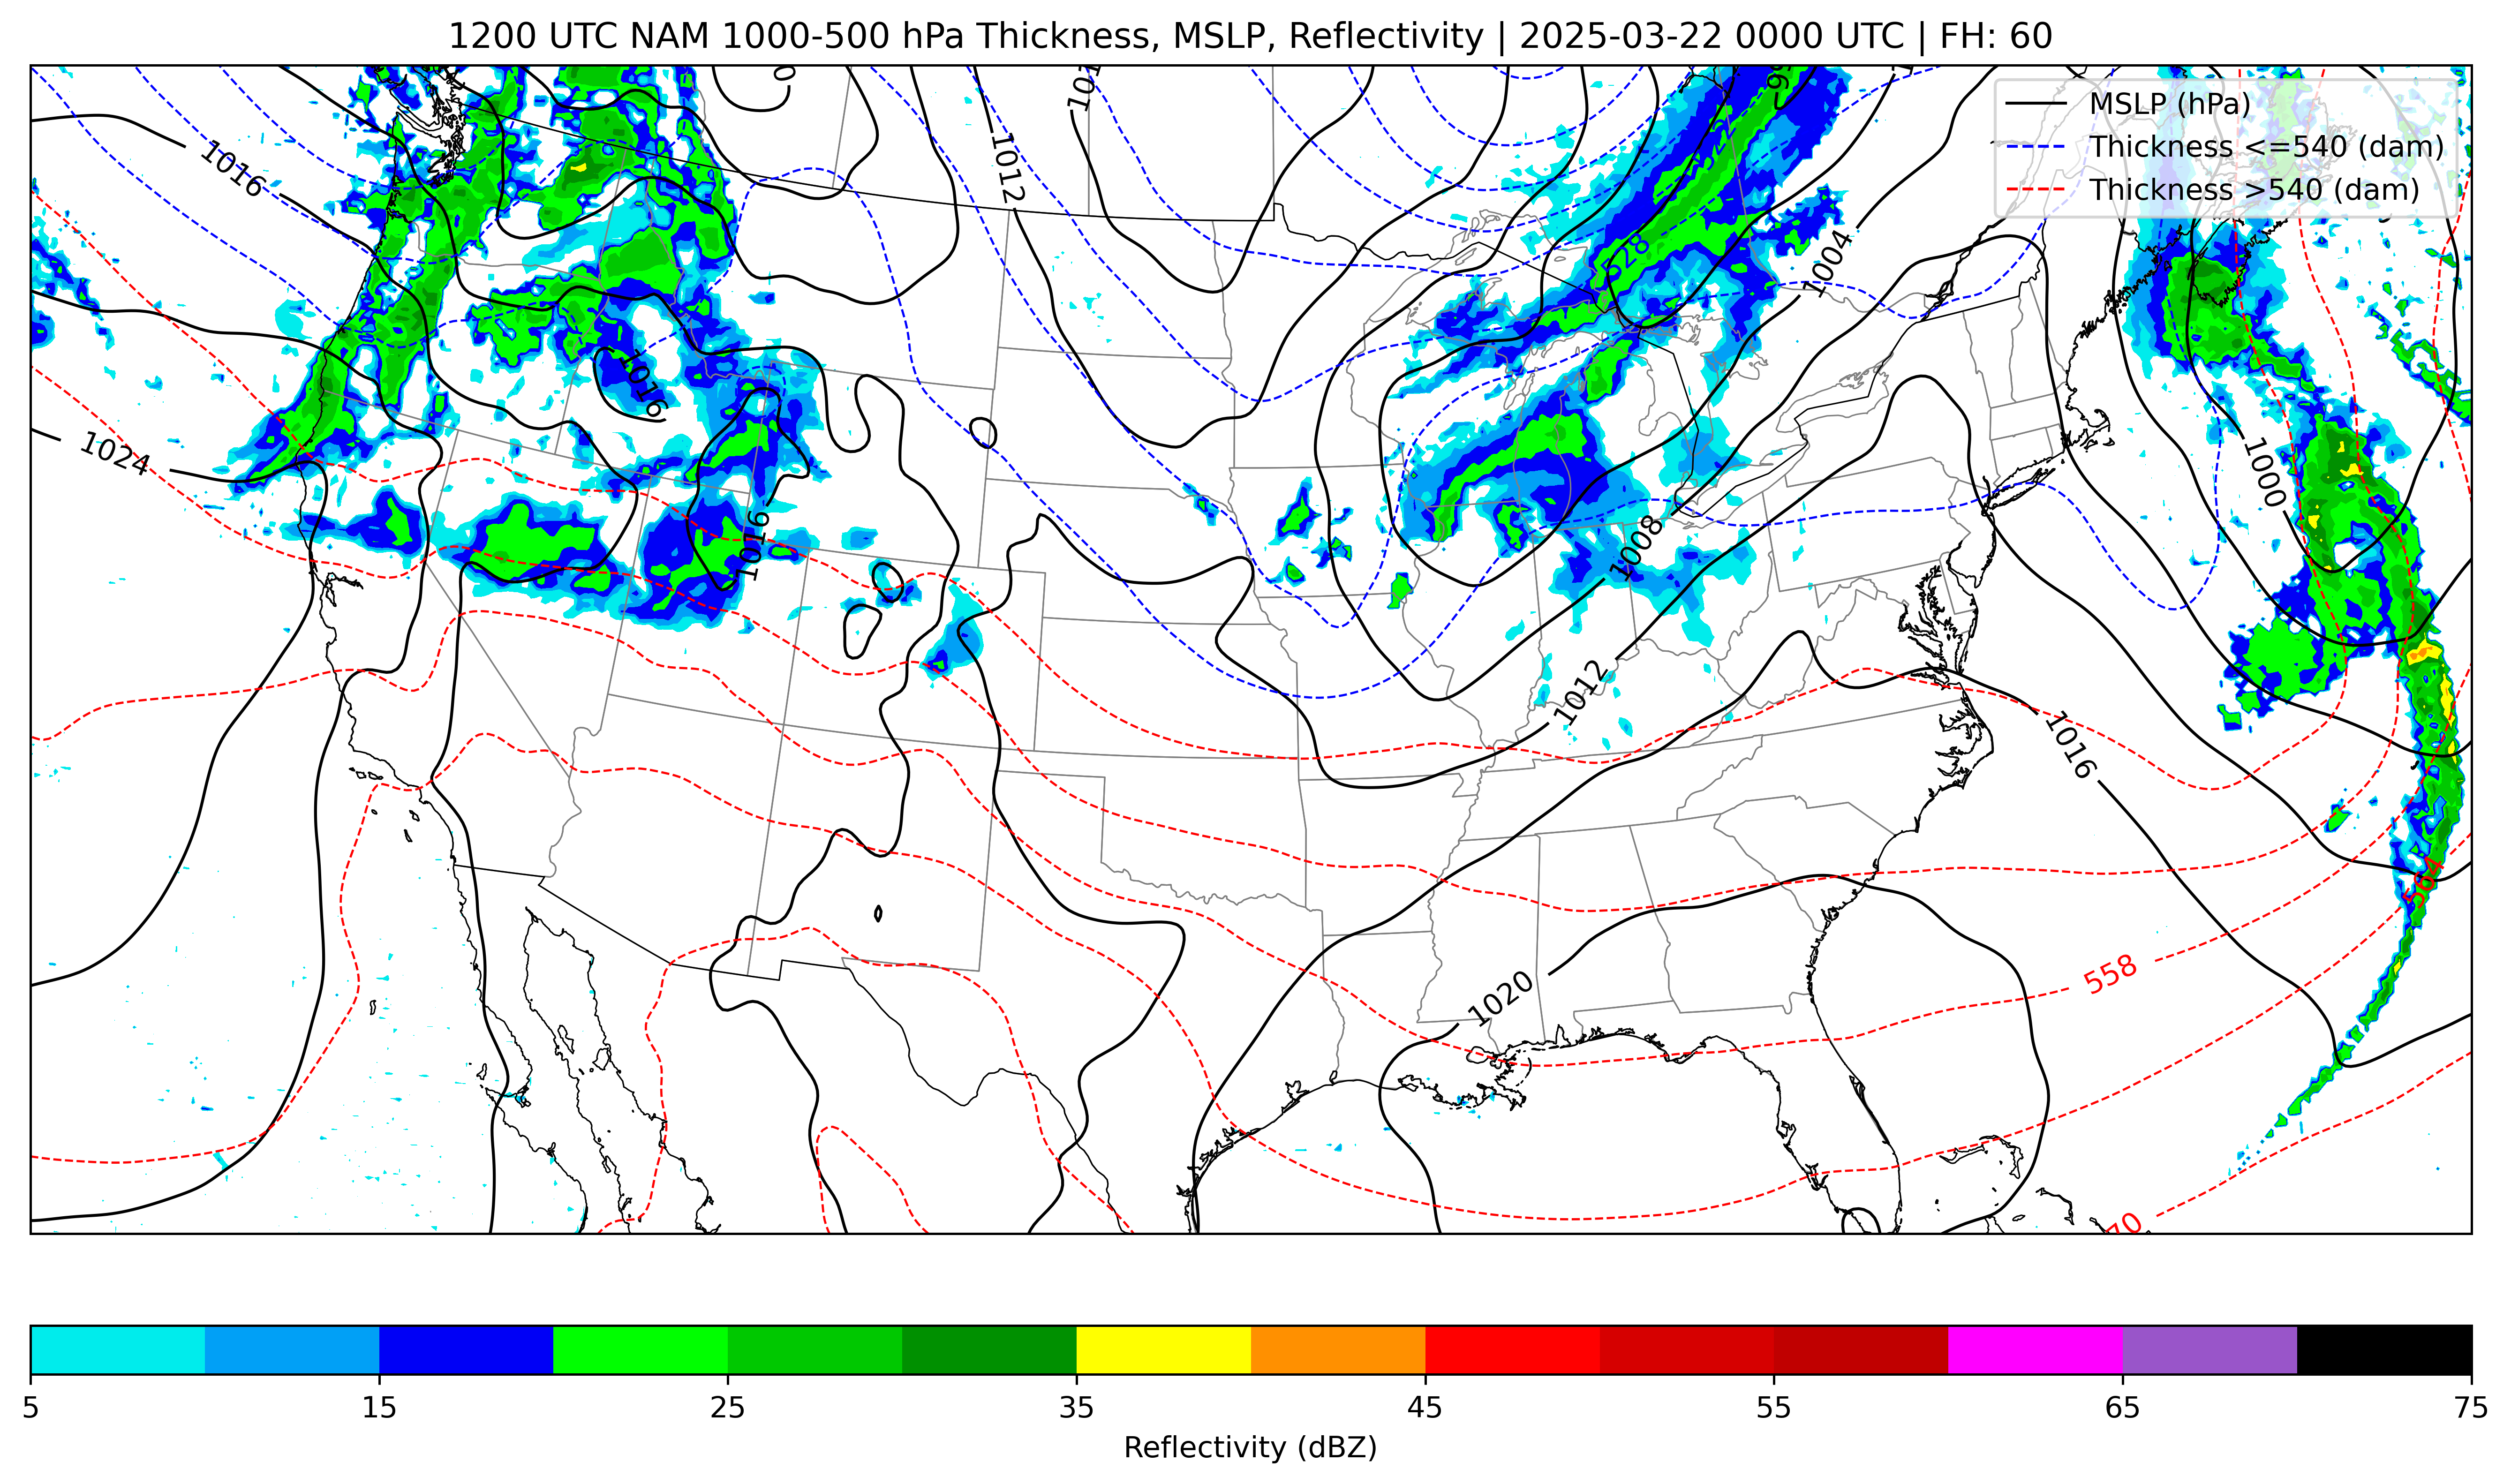 1200 UTC NAM 1000-500 hPa Thickness, MSLP, Reflectivity | 2025-03-22 0000 UTC | FH: 60
MSLP (hPa)
Thickness <=540 (dam)
Thickness >540 (dam)
1016
1012
528
1004
1016
1024
1000
1016
1008
1012
1016
558
1020
5 15 25 35 45 55 65 75
Reflectivity (dBZ)